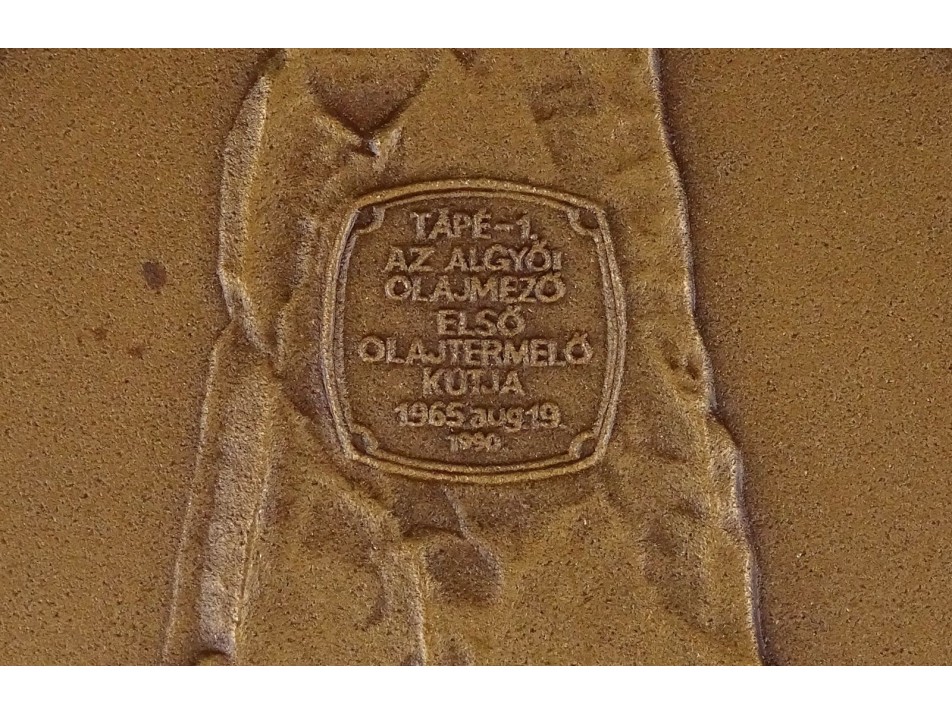 TÁPÉ-1.
AZ ALGYŐI
OLAJMEZŐ
ELSŐ
OLAJTERMELŐ
KÚTJA
1965. aug 19.
1990.